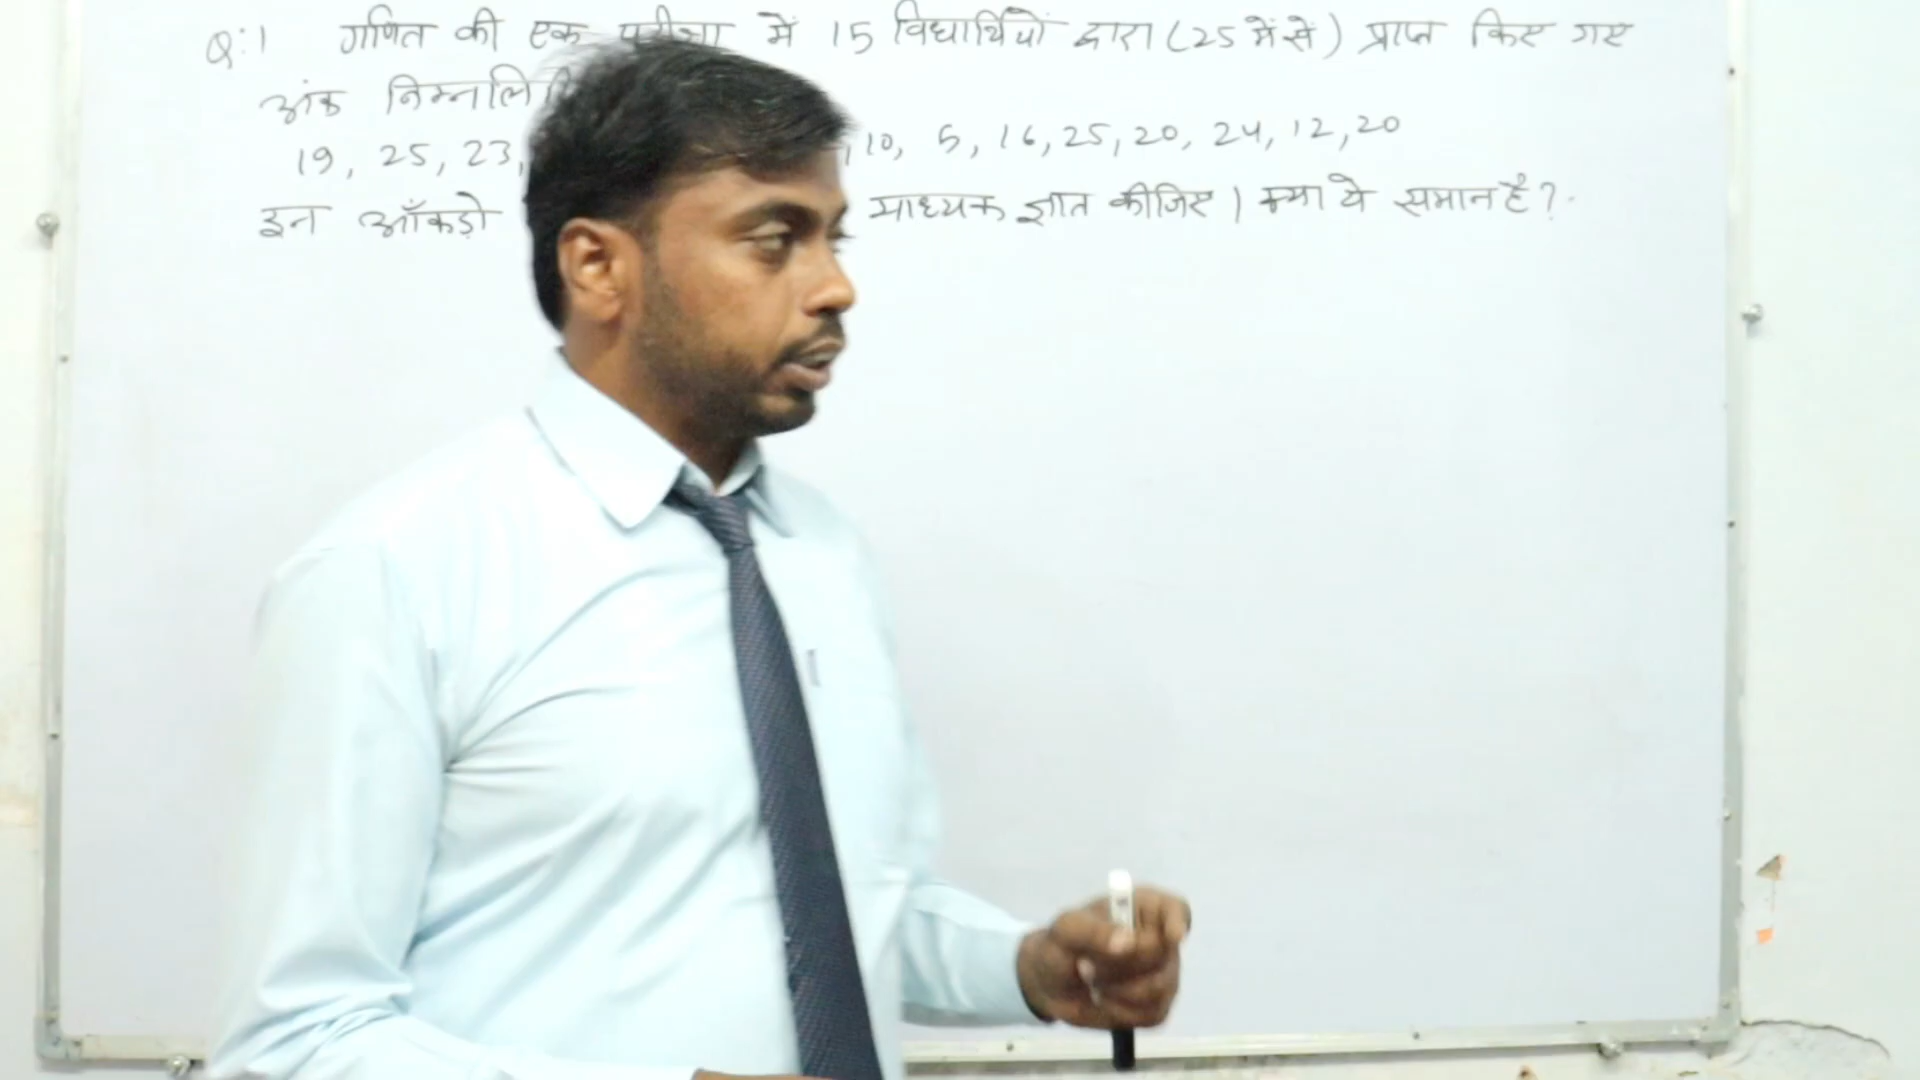 Q:1 गणित की एक परीक्षा में 15 विधार्थियों द्वारा (25 में से) प्राप्त किए गए
अंक
19, 25, 23, 10, 5, 16, 25, 20, 24, 12, 20
इन आँकड़ो माध्यक ज्ञात कीजिए । क्या ये समान है ?